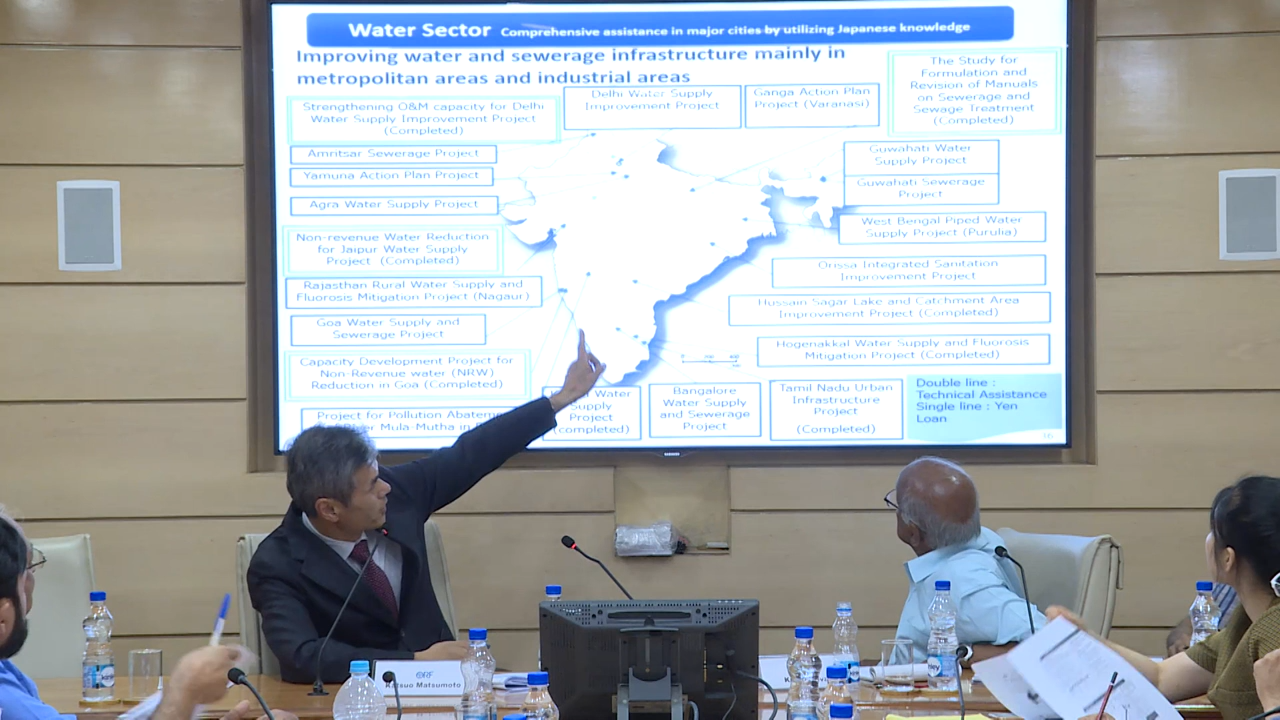 Water Sector Comprehensive assistance in major cities by utilizing Japanese knowledge
Improving water and sewerage infrastructure mainly in
metropolitan areas and industrial areas
The Study for
Formulation and
Revision of Manuals
on Sewerage and
Sewage Treatment
(Completed)
Strengthening O&M capacity for Delhi
Water Supply Improvement Project
(Completed)
Delhi Water Supply
Improvement Project
Ganga Action Plan
Project (Varanasi)
Amritsar Sewerage Project
Yamuna Action Plan Project
Agra Water Supply Project
Non-revenue Water Reduction
for Jaipur Water Supply
Project (Completed)
Rajasthan Rural Water Supply and
Fluorosis Mitigation Project (Nagaur)
Goa Water Supply and
Sewerage Project
Capacity Development Project for
Non-Revenue water (NRW)
Reduction in Goa (Completed)
Project for Pollution
River Mula-Mutha in
Guwahati Water
Supply Project
Guwahati Sewerage
Project
West Bengal Piped Water
Supply Project (Purulia)
Orissa Integrated Sanitation
Improvement Project
Hussain Sagar Lake and Catchment Area
Improvement Project (Completed)
Hogenakkal Water Supply and Fluorosis
Mitigation Project (Completed)
Water
Supply
Project
(completed)
Bangalore
Water Supply
and Sewerage
Project
Tamil Nadu Urban
Infrastructure
Project
(Completed)
Double line :
Technical Assistance
Single line : Yen
Loan
16
SAMSUNG
ORF
Katsuo Matsumoto